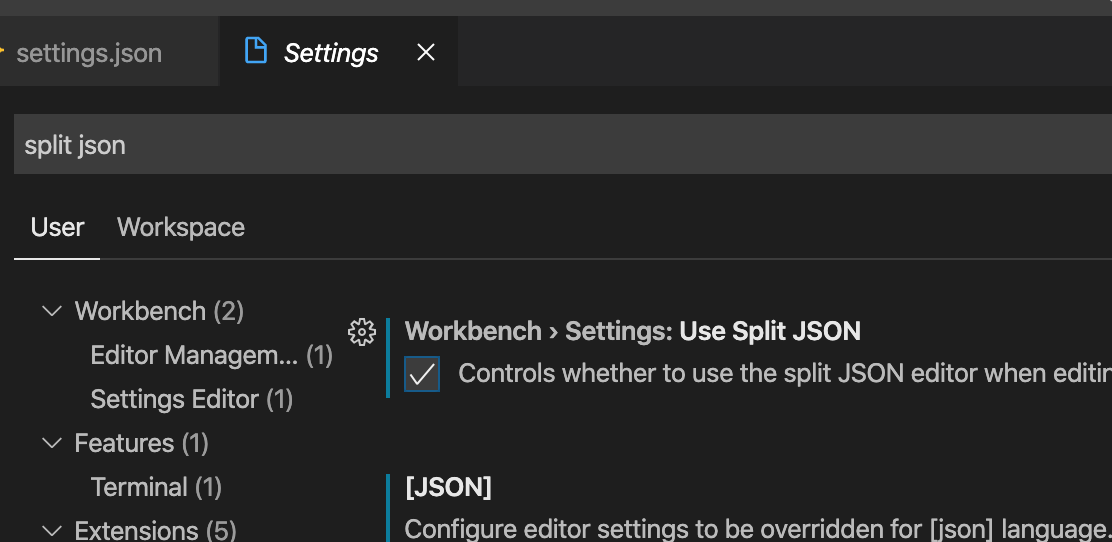 settings.json
Settings
split json
User Workspace
Workbench (2)
Editor Managem... (1)
Settings Editor (1)
Features (1)
Terminal (1)
Extensions (5)
Workbench › Settings: Use Split JSON
Controls whether to use the split JSON editor when editin
[JSON]
Configure editor settings to be overridden for [json] language.